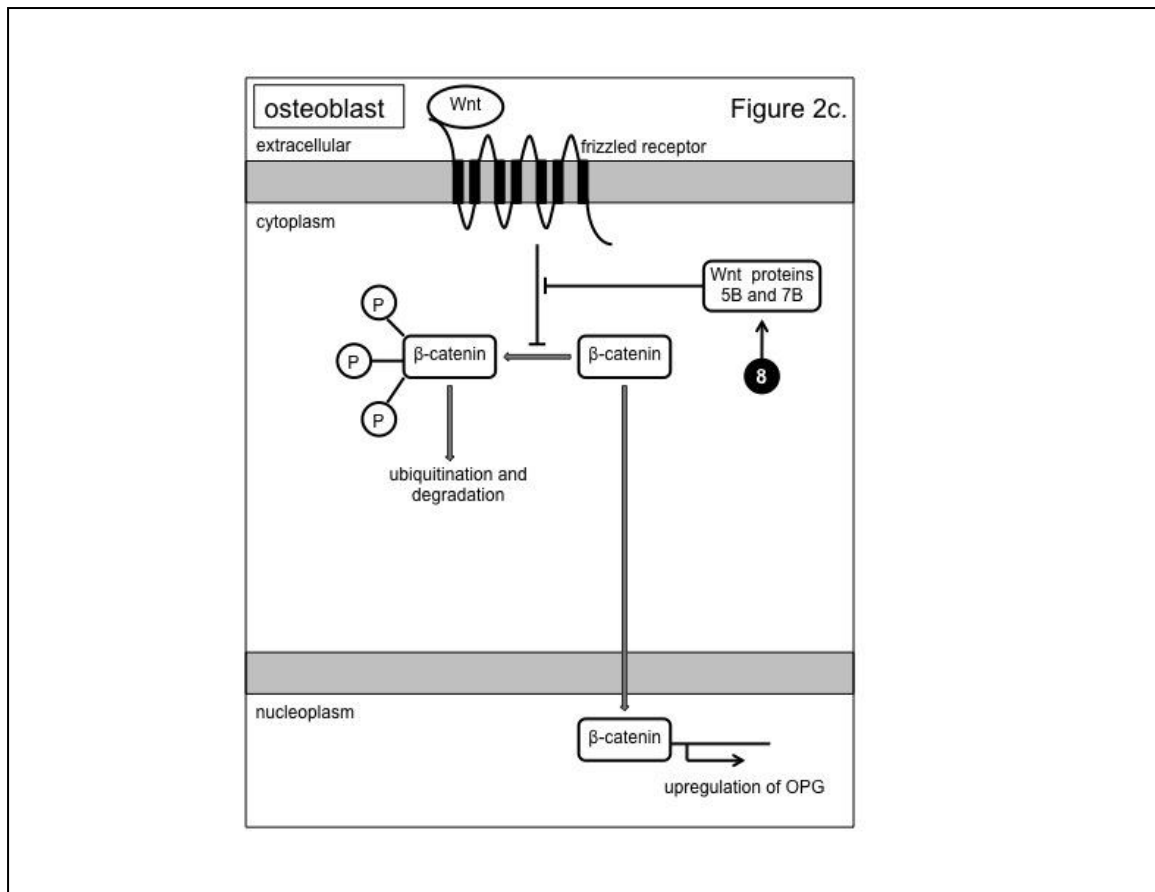 osteoblast
Wnt
Figure 2c.
extracellular
frizzled receptor
cytoplasm
Wnt proteins
5B and 7B
P
β-catenin
β-catenin
P
8
P
ubiquitination and
degradation
nucleoplasm
β-catenin
upregulation of OPG